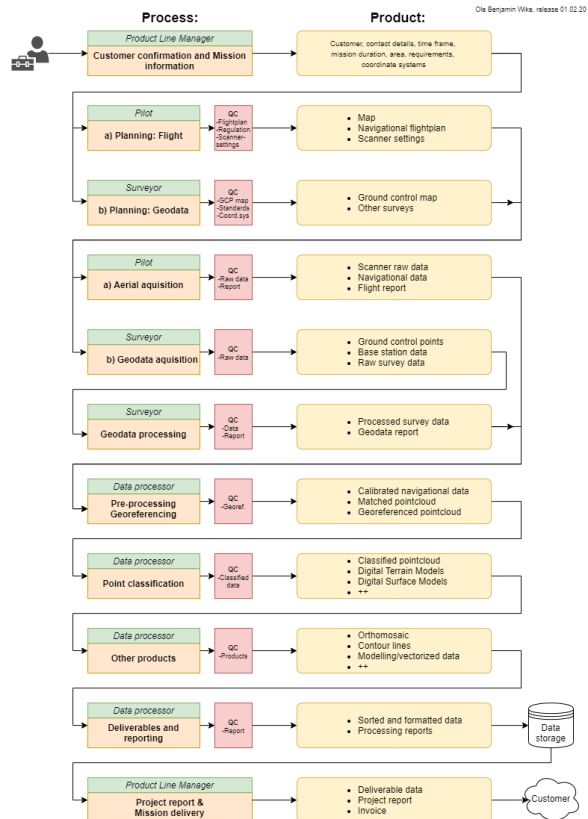 Ole Benjamin Wike, release 01.02.20
Process:
Product:
Product Line Manager
Customer confirmation and Mission
information
Customer, contact details, time frame,
mission duration, area, requirements,
coordinate systems
Pilot
a) Planning: Flight
QC
-Flightplan
-Regulation
-Scanner-
settings
Map
Navigational flightplan
Scanner settings
Surveyor
b) Planning: Geodata
QC
-GCP map
-Standards
-Coord.sys
Ground control map
Other surveys
Pilot
a) Aerial aquisition
QC
-Raw data
-Report
Scanner raw data
Navigational data
Flight report
Surveyor
b) Geodata aquisition
QC
-Raw data
Ground control points
Base station data
Raw survey data
Surveyor
Geodata processing
QC
-Data
-Report
Processed survey data
Geodata report
Data processor
Pre-processing
Georeferencing
QC
-Georef.
Calibrated navigational data
Matched pointcloud
Georeferenced pointcloud
Data processor
Point classification
QC
-Classified
data
Classified pointcloud
Digital Terrain Models
Digital Surface Models
++
Data processor
Other products
QC
-Products
Orthomosaic
Contour lines
Modelling/vectorized data
++
Data processor
Deliverables and
reporting
QC
-Report
Sorted and formatted data
Processing reports
Data
storage
Product Line Manager
Project report &
Mission delivery
Deliverable data
Project report
Invoice
Customer